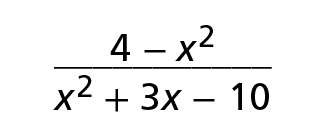 4 − x²
x² + 3x − 10